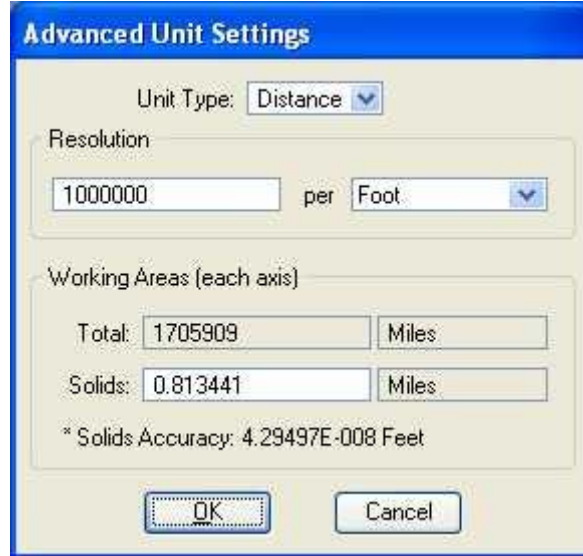 Advanced Unit Settings
Unit Type: Distance
Resolution
1000000 per Foot
Working Areas (each axis)
Total: 1705909 Miles
Solids: 0.813441 Miles
* Solids Accuracy: 4.29497E-008 Feet
OK Cancel